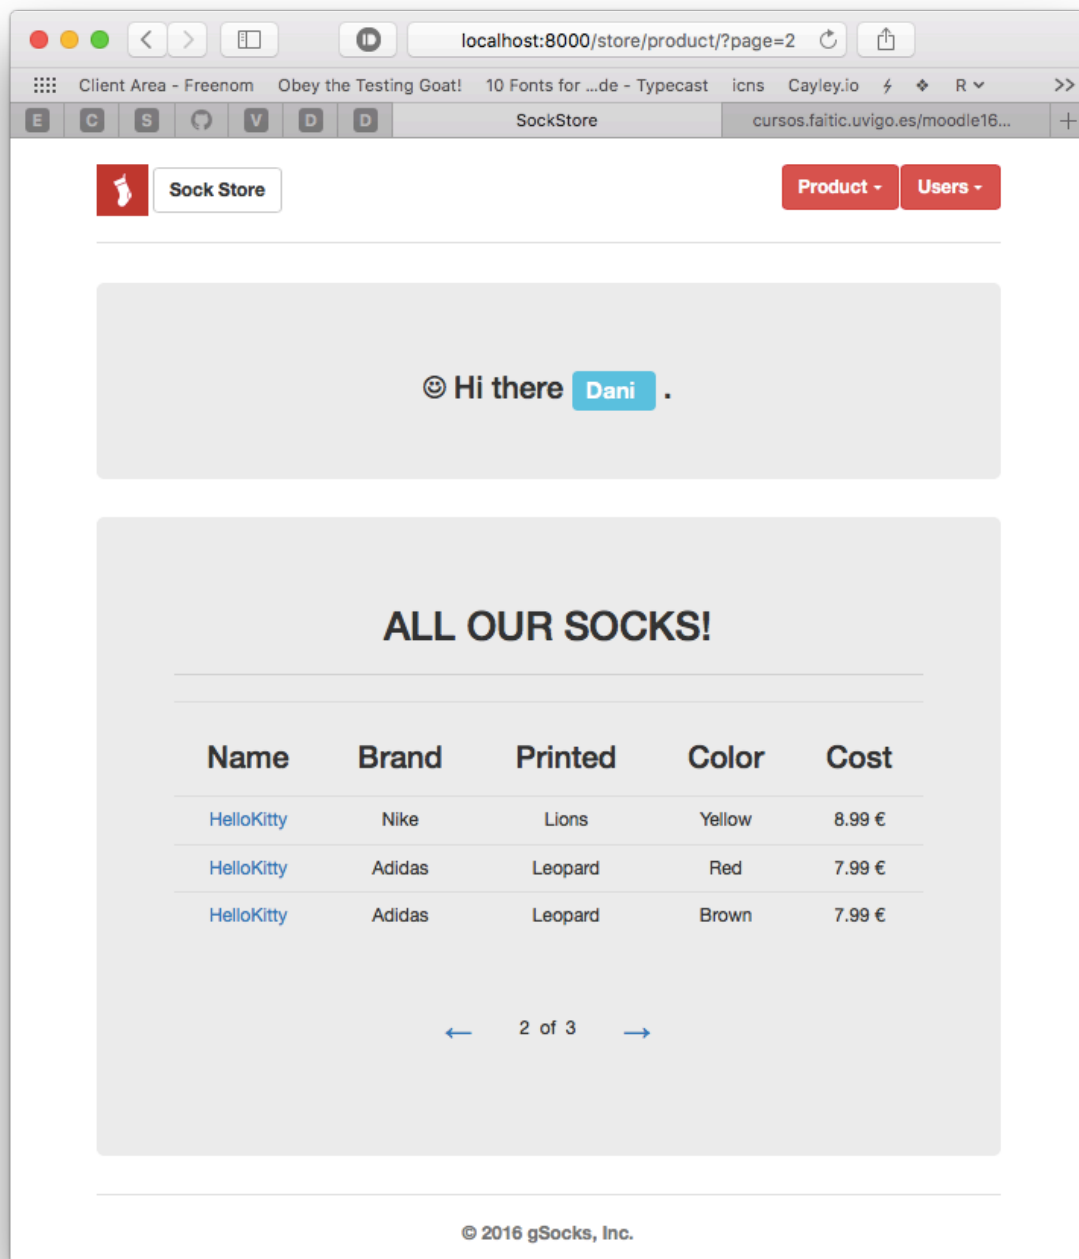 localhost:8000/store/product/?page=2
Client Area - Freenom Obey the Testing Goat! 10 Fonts for ...de - Typecast icns Cayley.io R >>
E C S V D D SockStore cursos.faitic.uvigo.es/moodle16... +
Sock Store Product Users
☺ Hi there Dani .
ALL OUR SOCKS!
Name Brand Printed Color Cost
HelloKitty Nike Lions Yellow 8.99 €
HelloKitty Adidas Leopard Red 7.99 €
HelloKitty Adidas Leopard Brown 7.99 €
← 2 of 3 →
© 2016 gSocks, Inc.